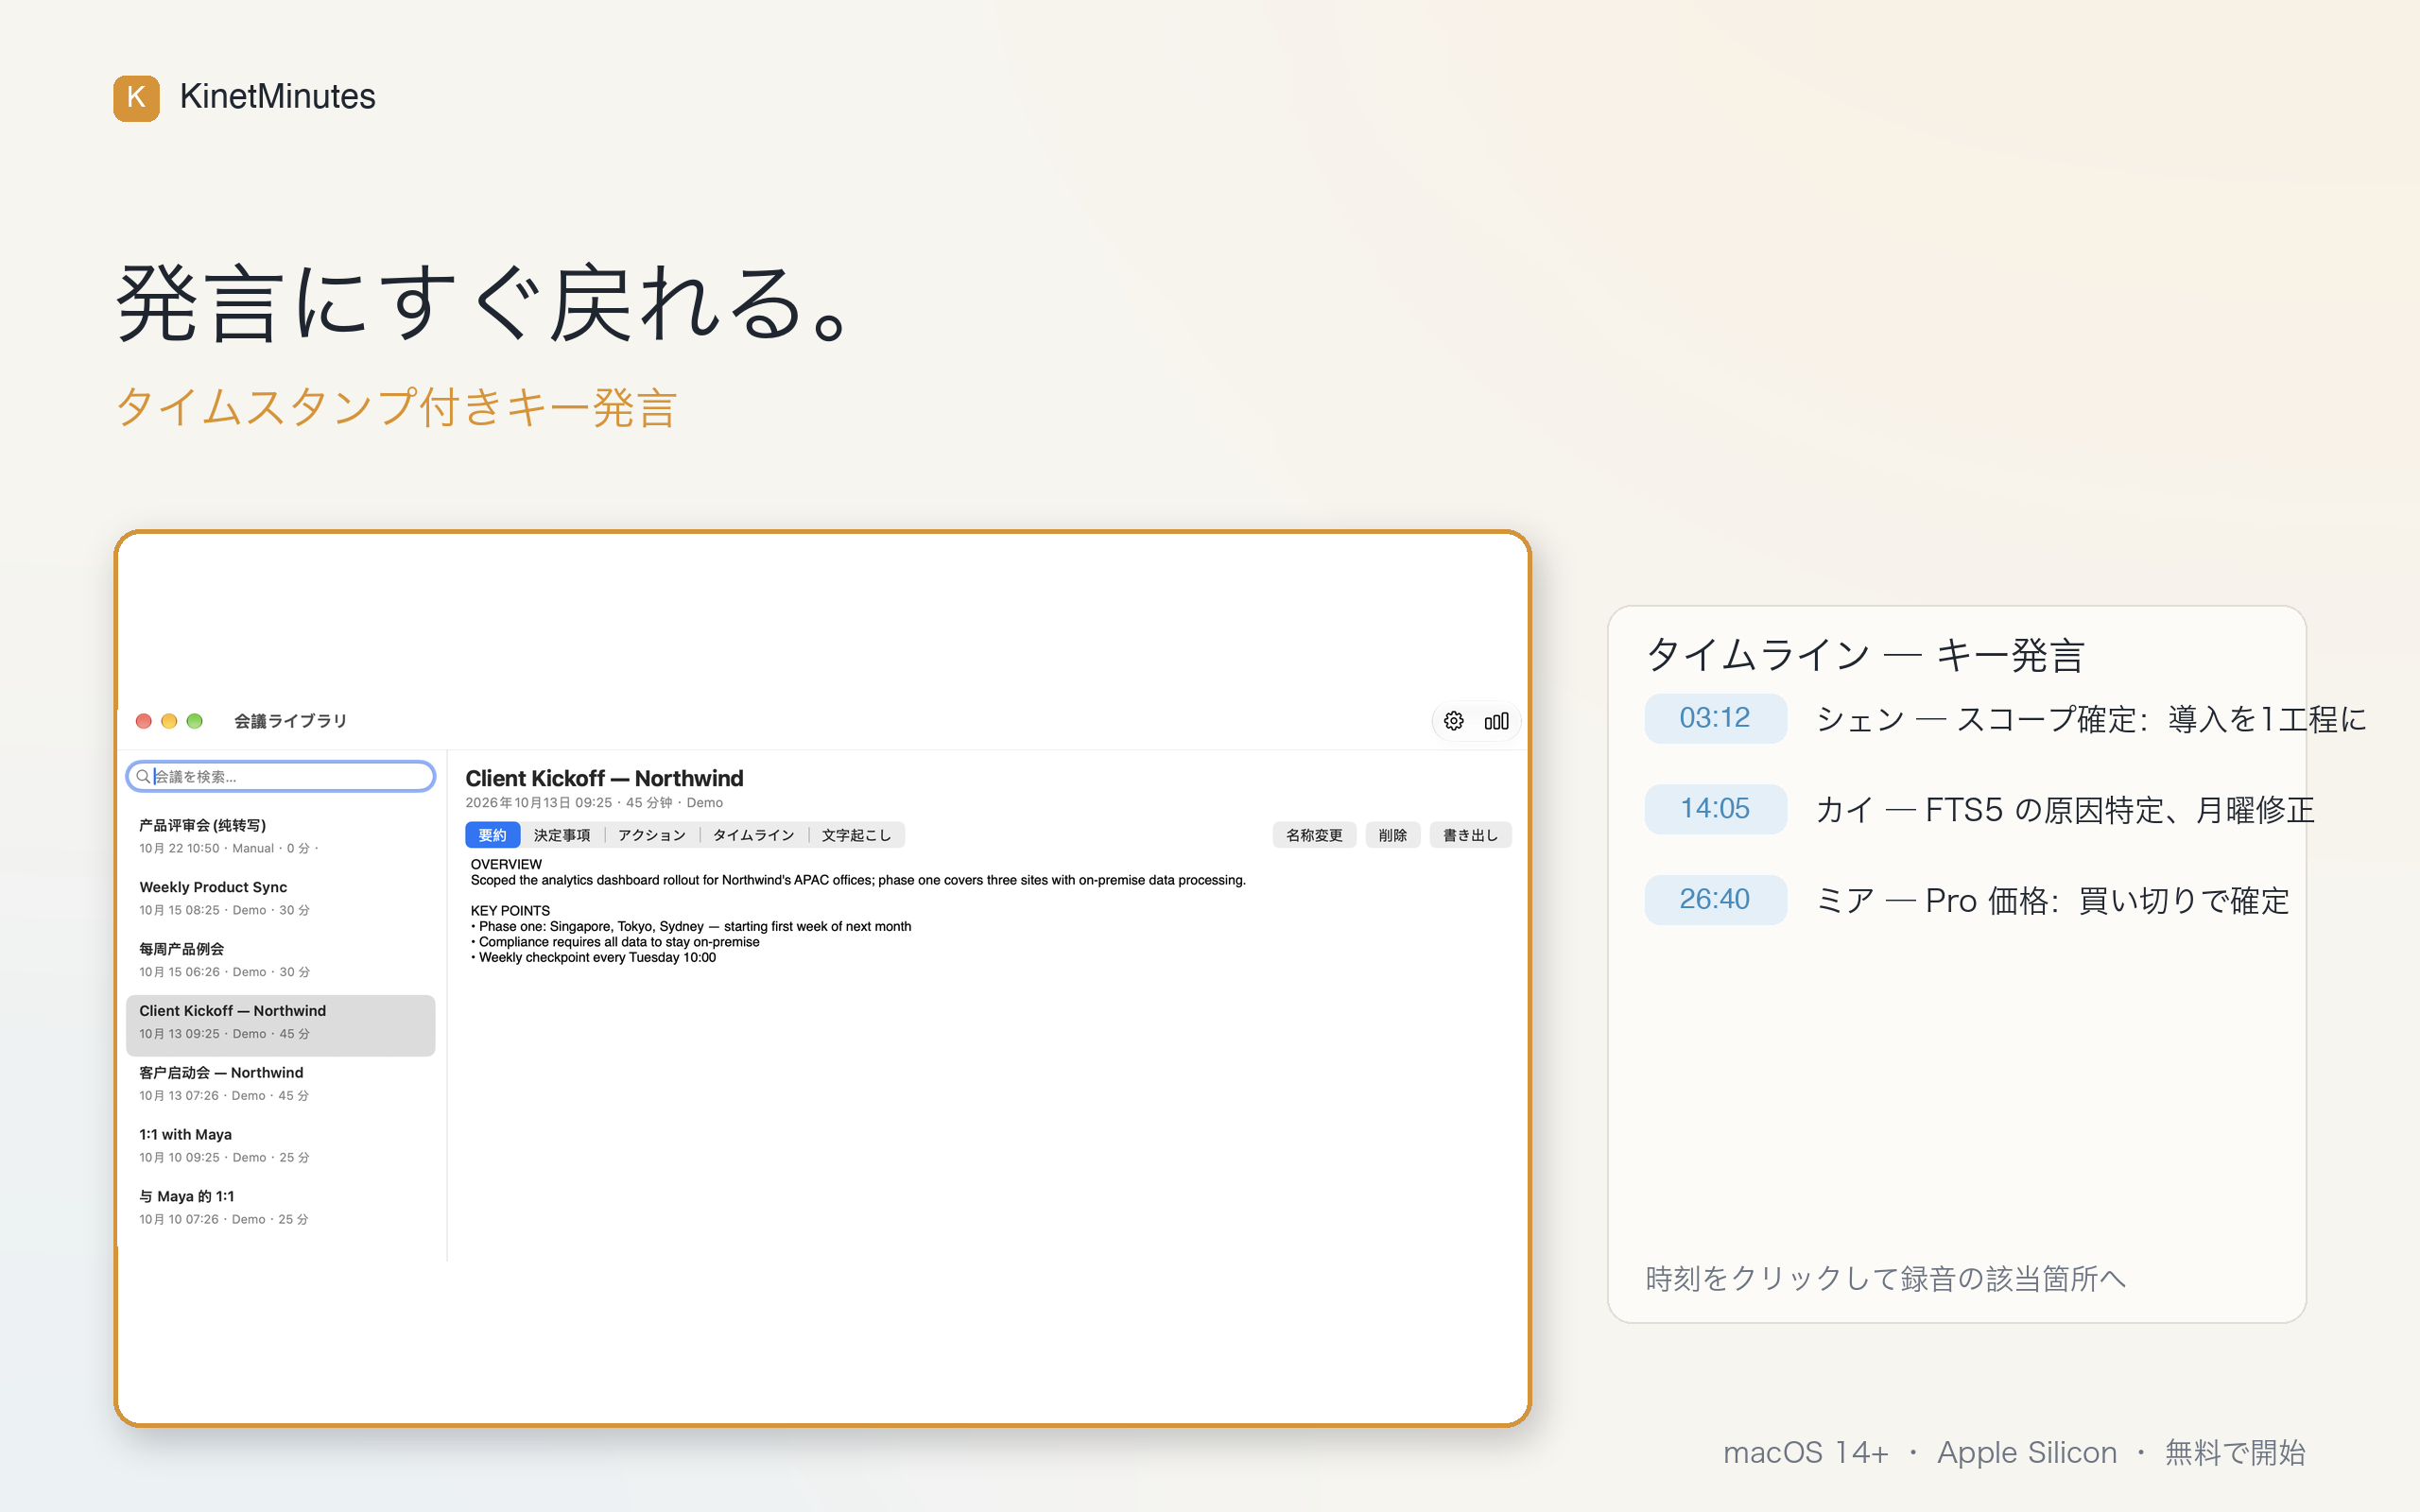 K KinetMinutes
発言にすぐ戻れる。
タイムスタンプ付きキー発言
会議ライブラリ
会議を検索...
产品评审会 (纯转写)
10月 22 10:50 · Manual · 0 分 ·
Weekly Product Sync
10月 15 08:25 · Demo · 30 分
每周产品例会
10月 15 06:26 · Demo · 30 分
Client Kickoff — Northwind
10月 13 09:25 · Demo · 45 分
客户启动会 — Northwind
10月 13 07:26 · Demo · 45 分
1:1 with Maya
10月 10 09:25 · Demo · 25 分
与 Maya 的 1:1
10月 10 07:26 · Demo · 25 分
Client Kickoff — Northwind
2026年10月13日 09:25 · 45 分钟 · Demo
要約 決定事項 アクション タイムライン 文字起こし 名称変更 削除 書き出し
OVERVIEW
Scoped the analytics dashboard rollout for Northwind's APAC offices; phase one covers three sites with on-premise data processing.
KEY POINTS
• Phase one: Singapore, Tokyo, Sydney — starting first week of next month
• Compliance requires all data to stay on-premise
• Weekly checkpoint every Tuesday 10:00
タイムライン — キー発言
03:12 シェン — スコープ確定：導入を1工程に
14:05 カイ — FTS5 の原因特定、月曜修正
26:40 ミア — Pro 価格：買い切りで確定
時刻をクリックして録音の該当箇所へ
macOS 14+ · Apple Silicon · 無料で開始